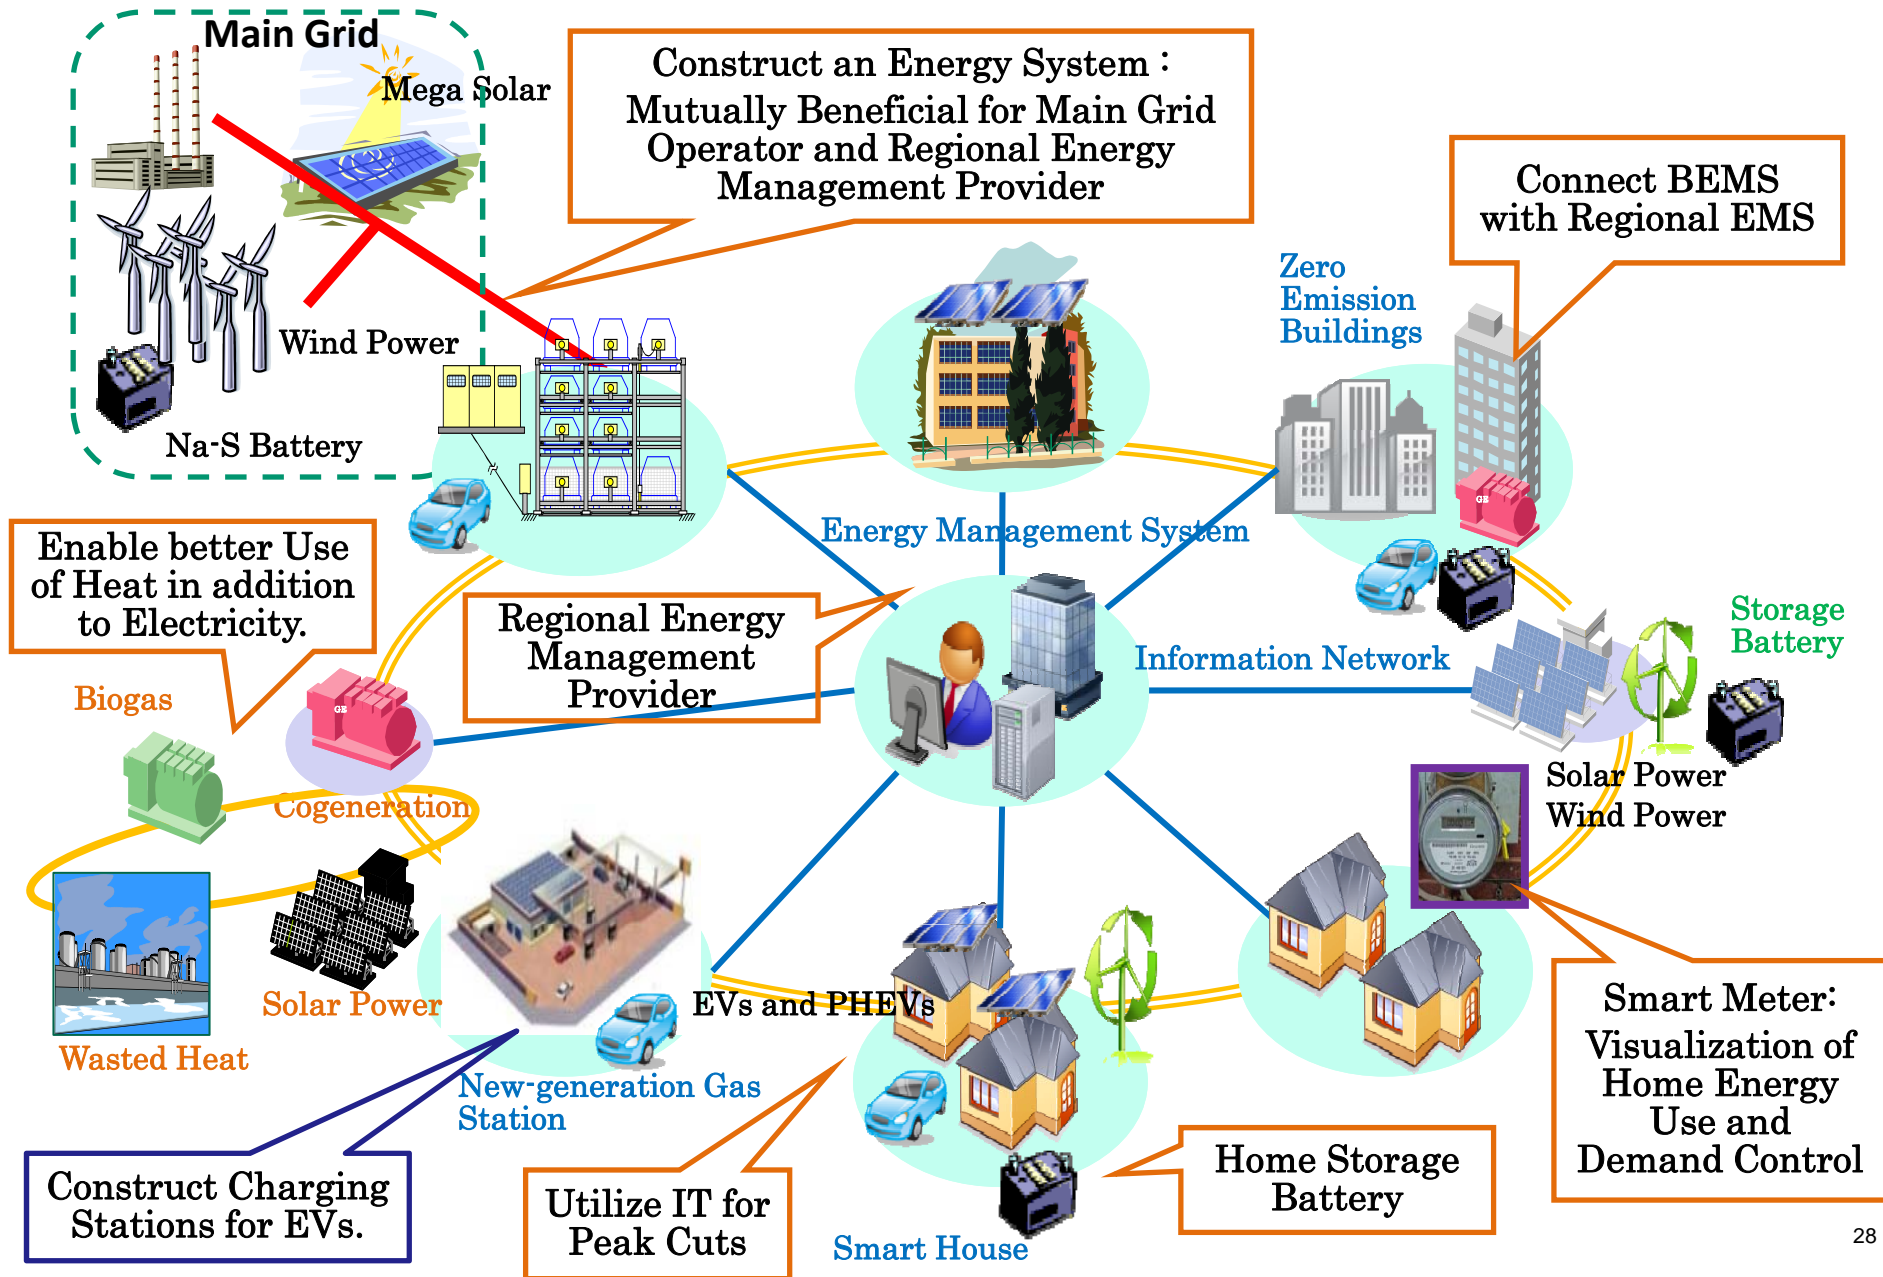 Main Grid
Mega Solar
Wind Power
Na-S Battery
Construct an Energy System :
Mutually Beneficial for Main Grid
Operator and Regional Energy
Management Provider
Connect BEMS
with Regional EMS
Zero
Emission
Buildings
Energy Management System
Enable better Use
of Heat in addition
to Electricity.
Regional Energy
Management
Provider
Information Network
Storage
Battery
GE
Biogas
GE
Cogeneration
Solar Power
Wind Power
Solar Power
Wasted Heat
EVs and PHEVs
New-generation Gas
Station
Smart Meter:
Visualization of
Home Energy
Use and
Demand Control
Construct Charging
Stations for EVs.
Utilize IT for
Peak Cuts
Home Storage
Battery
Smart House
28